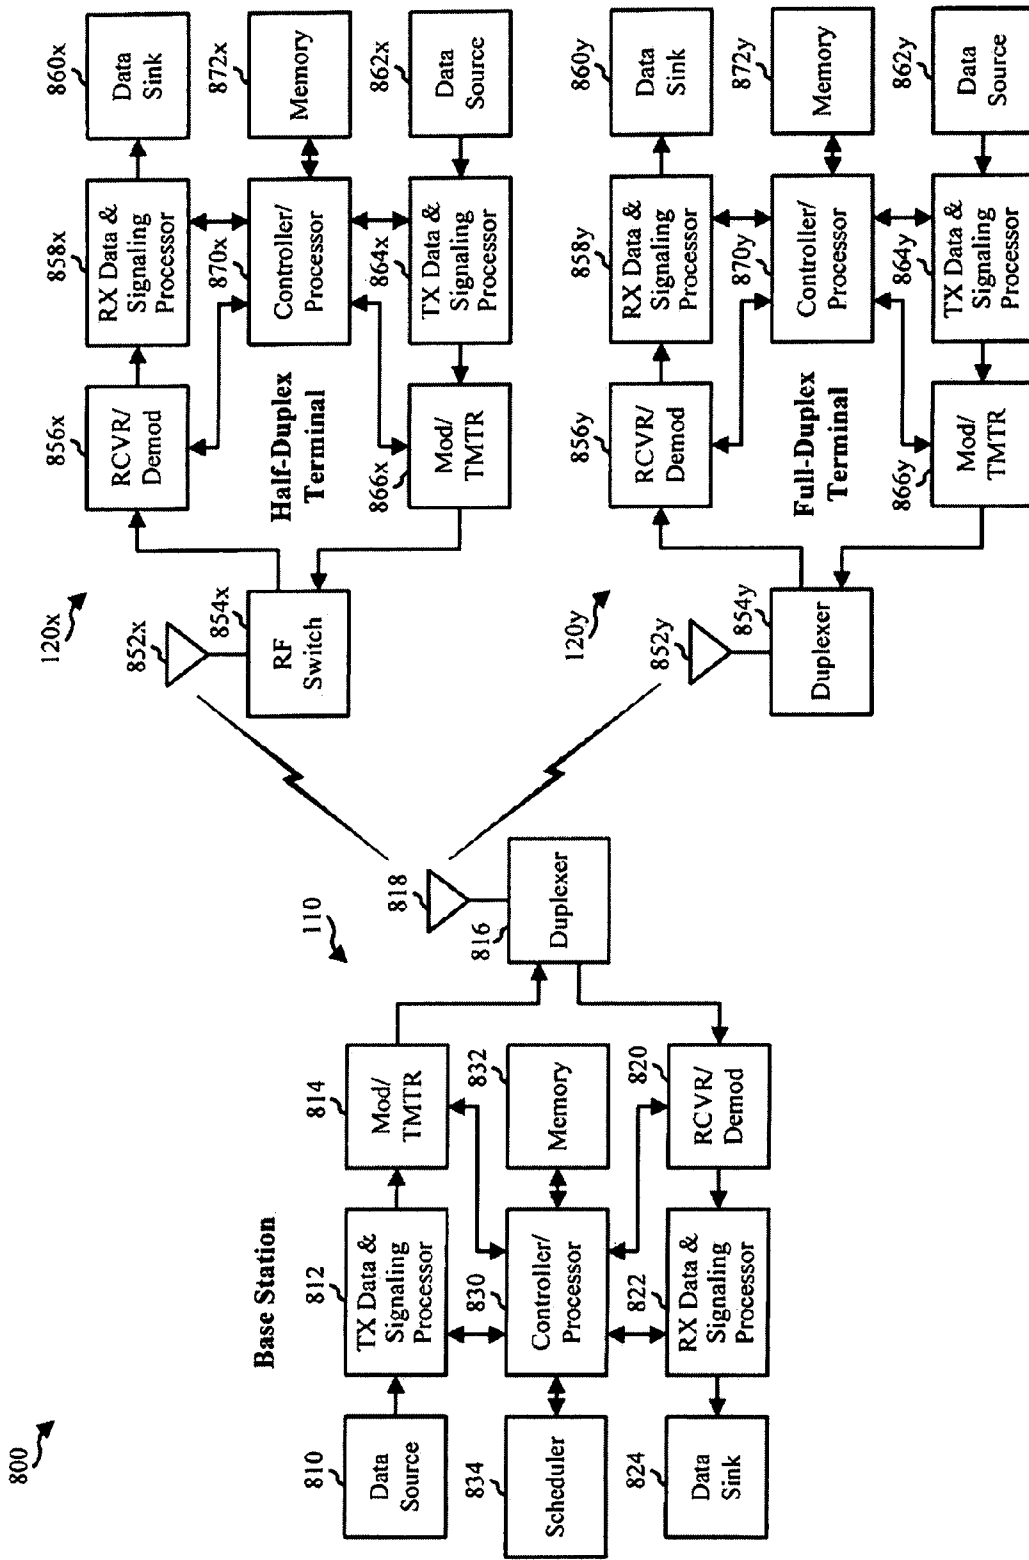 800
Base Station
110
810
Data
Source
812
TX Data &
Signaling
Processor
814
Mod/
TMTR
834
Scheduler
830
Controller/
Processor
832
Memory
824
Data
Sink
822
RX Data &
Signaling
Processor
820
RCVR/
Demod
816
Duplexer
818
120x
852x
854x
RF
Switch
856x
RCVR/
Demod
858x
RX Data &
Signaling
Processor
860x
Data
Sink
Half-Duplex
Terminal
870x
Controller/
Processor
872x
Memory
866x
Mod/
TMTR
864x
TX Data &
Signaling
Processor
862x
Data
Source
120y
852y
854y
Duplexer
856y
RCVR/
Demod
858y
RX Data &
Signaling
Processor
860y
Data
Sink
Full-Duplex
Terminal
870y
Controller/
Processor
872y
Memory
866y
Mod/
TMTR
864y
TX Data &
Signaling
Processor
862y
Data
Source